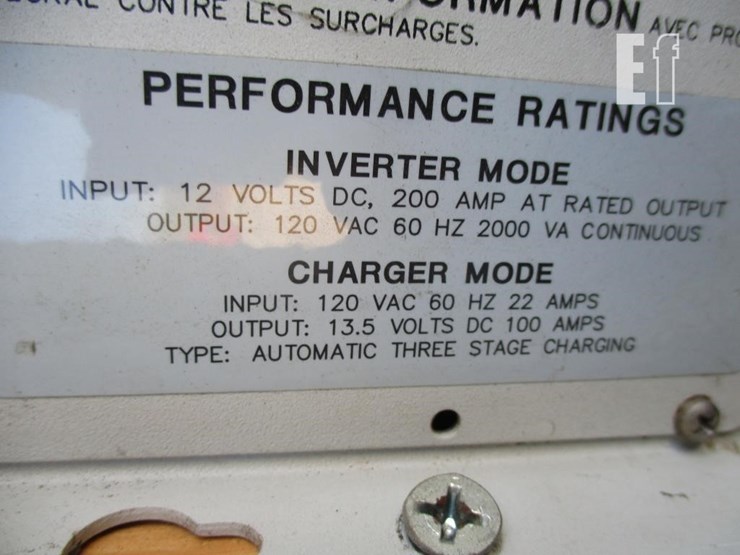 CONTRE LES SURCHARGES.
AVEC
Ef
PERFORMANCE RATINGS
INVERTER MODE
INPUT: 12 VOLTS DC, 200 AMP AT RATED OUTPUT
OUTPUT: 120 VAC 60 HZ 2000 VA CONTINUOUS
CHARGER MODE
INPUT: 120 VAC 60 HZ 22 AMPS
OUTPUT: 13.5 VOLTS DC 100 AMPS
TYPE: AUTOMATIC THREE STAGE CHARGING